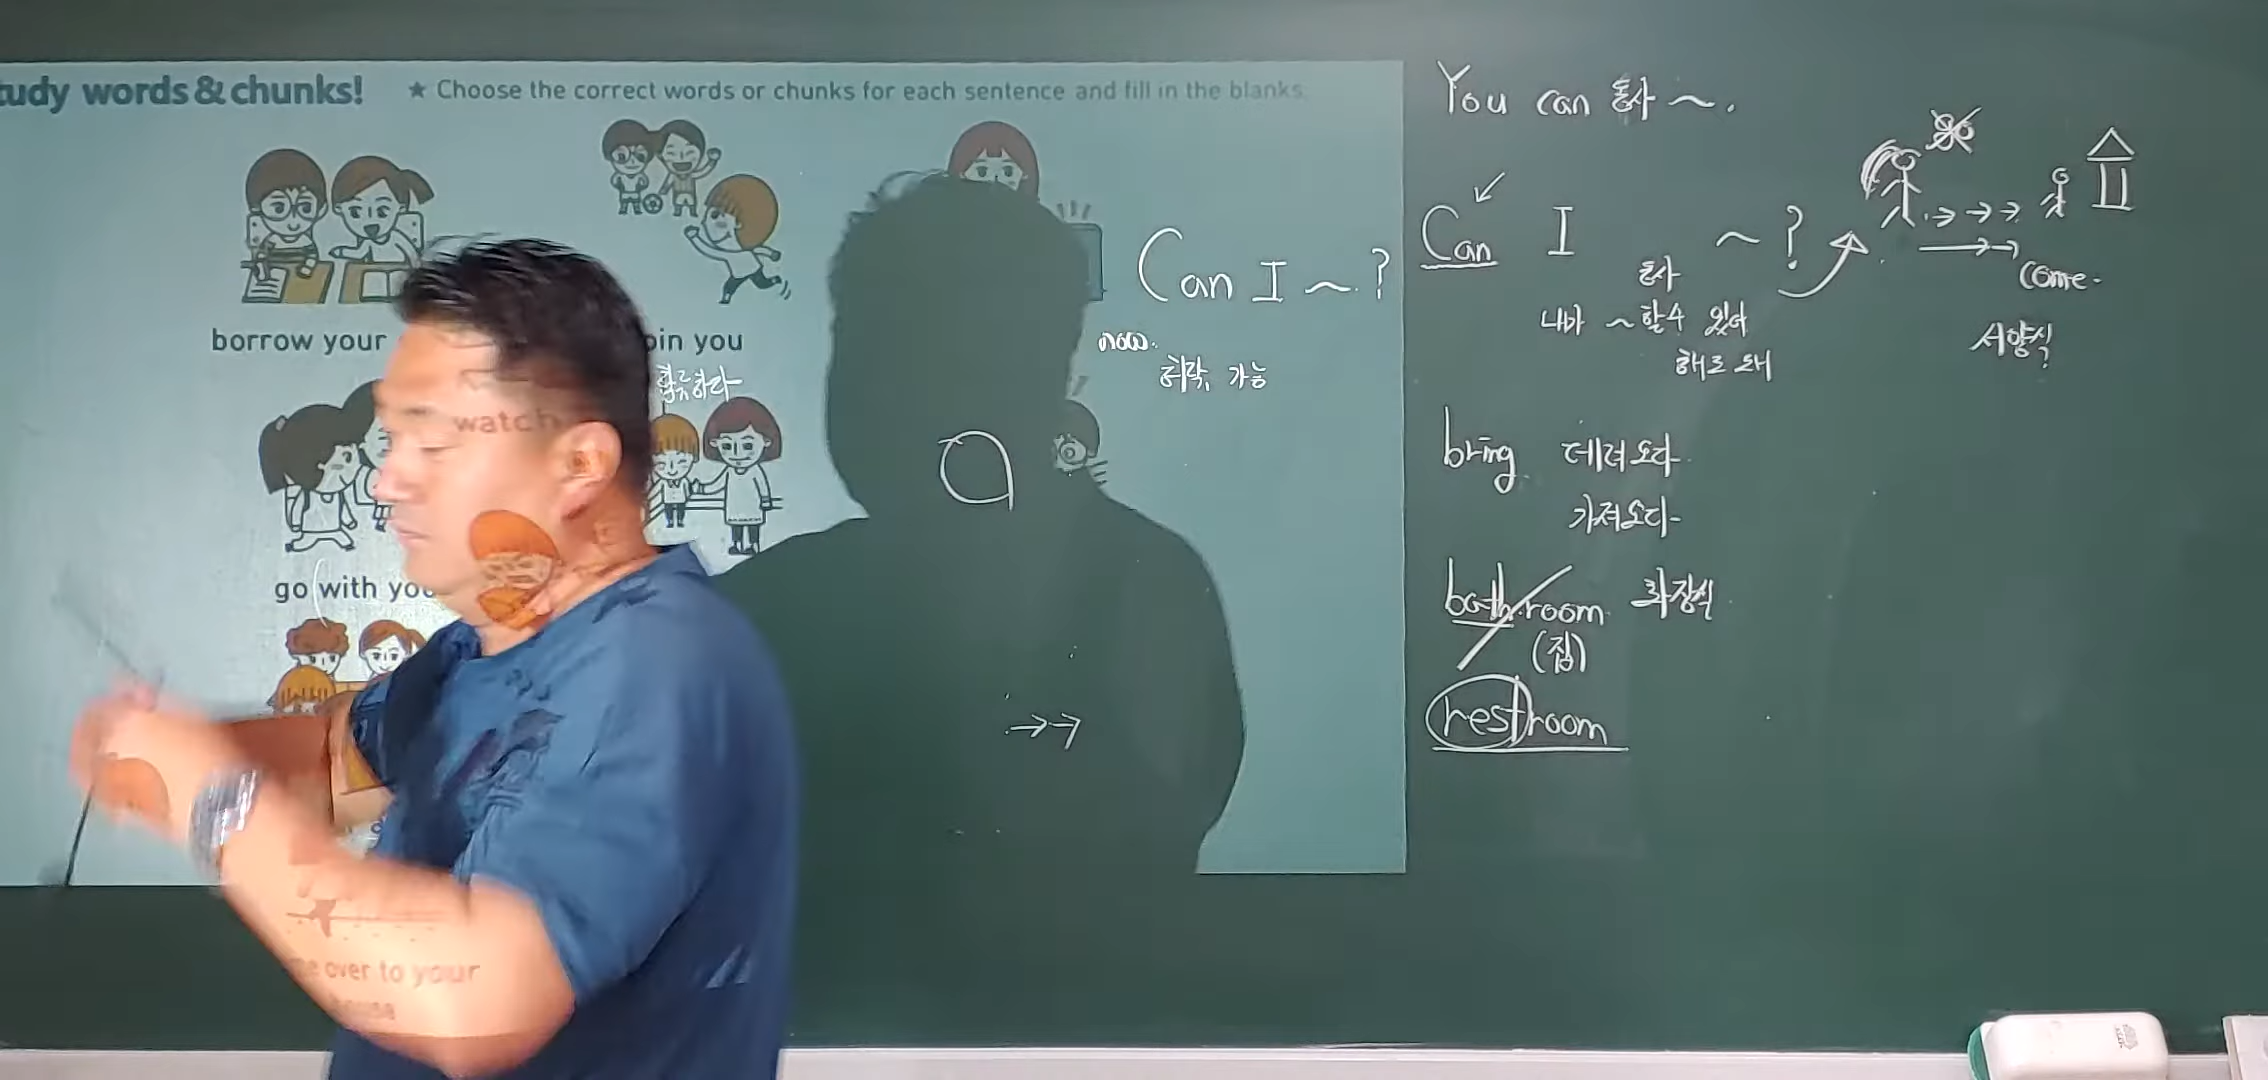 tudy words & chunks!
★ Choose the correct words or chunks for each sentence and fill in the blanks.
borrow your
oin you
합류하다
watch
go with you
e over to your
Can I ~?
now.
허락, 가능
You can 동사 ~.
Can I ~?
동사
내가 ~할수 있어
해도 돼
come.
서양식
bring 데려오다
가져오다
bathroom 화장실
(집)
restroom